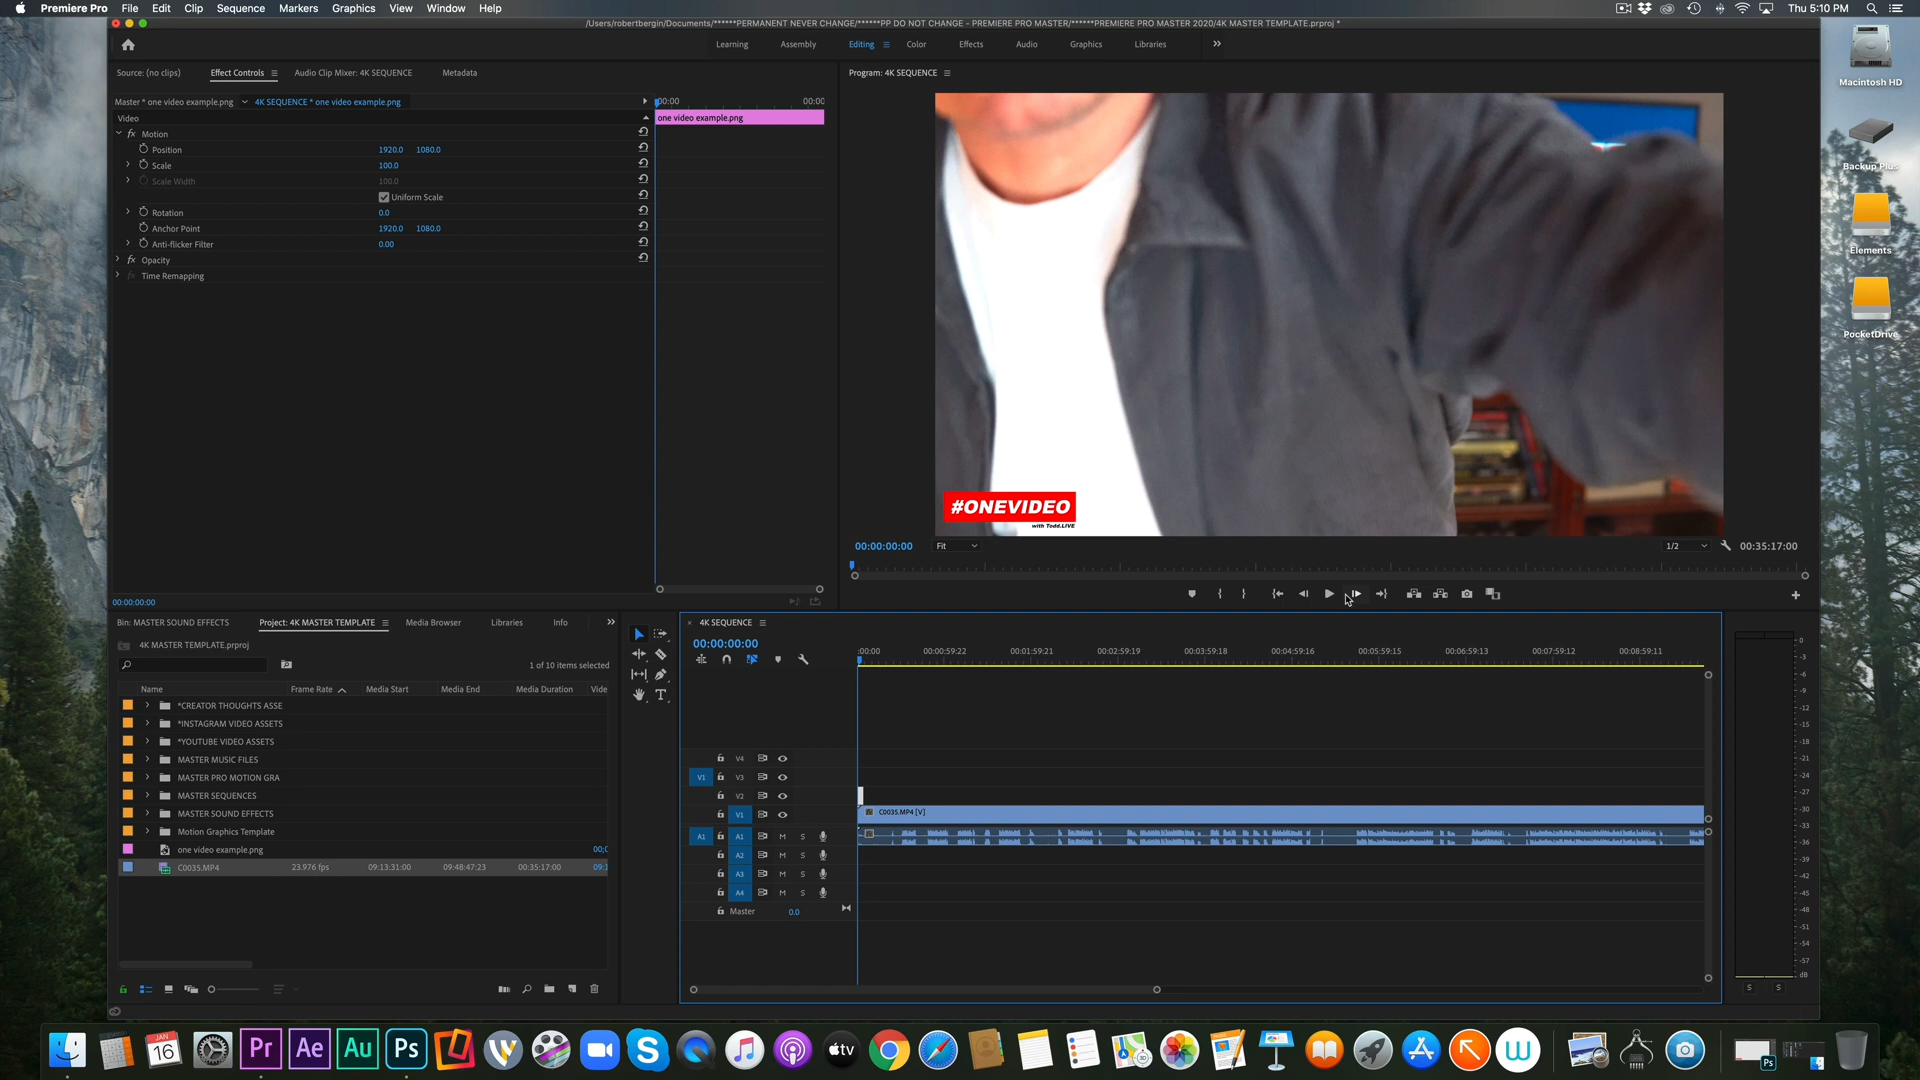 Premiere Pro File Edit Clip Sequence Markers Graphics View Window Help Thu 5:10 PM
/Users/robertbergin/Documents/******PERMANENT NEVER CHANGE/******PP DO NOT CHANGE - PREMIERE PRO MASTER/******PREMIERE PRO MASTER 2020/4K MASTER TEMPLATE.prproj *
Learning Assembly Editing Color Effects Audio Graphics Libraries
Source: (no clips) Effect Controls Audio Clip Mixer: 4K SEQUENCE Metadata
Program: 4K SEQUENCE
Master * one video example.png 4K SEQUENCE * one video example.png
:00:00 00:00
Video
one video example.png
fx Motion
Position 1920.0 1080.0
Scale 100.0
Scale Width 100.0
Uniform Scale
Rotation 0.0
Anchor Point 1920.0 1080.0
Anti-flicker Filter 0.00
fx Opacity
fx Time Remapping
#ONEVIDEO
with Todd.LIVE
00:00:00:00 Fit 1/2 00:35:17:00
00:00:00:00
Bin: MASTER SOUND EFFECTS Project: 4K MASTER TEMPLATE Media Browser Libraries Info
4K MASTER TEMPLATE.prproj
1 of 10 items selected
Name Frame Rate Media Start Media End Media Duration Vide
*CREATOR THOUGHTS ASSE
*INSTAGRAM VIDEO ASSETS
*YOUTUBE VIDEO ASSETS
MASTER MUSIC FILES
MASTER PRO MOTION GRA
MASTER SEQUENCES
MASTER SOUND EFFECTS
Motion Graphics Template
one video example.png 00;0
C0035.MP4 23.976 fps 09:13:31:00 09:48:47:23 00:35:17:00 09:1
4K SEQUENCE
00:00:00:00
:00:00 00:00:59:22 00:01:59:21 00:02:59:19 00:03:59:18 00:04:59:16 00:05:59:15 00:06:59:13 00:07:59:12 00:08:59:11
V4
V1 V3
V2
V1 C0035.MP4 [V]
A1 A1 M S
A2 M S
A3 M S
A4 M S
Master 0.0
0
-3
-6
-9
-12
-15
-18
-21
-24
-27
-30
-33
-36
-39
-42
-45
-48
-51
-54
-57
dB
S S
Macintosh HD
Backup Plus
Elements
PocketDrive
JAN
16
Pr Ae Au Ps
tv